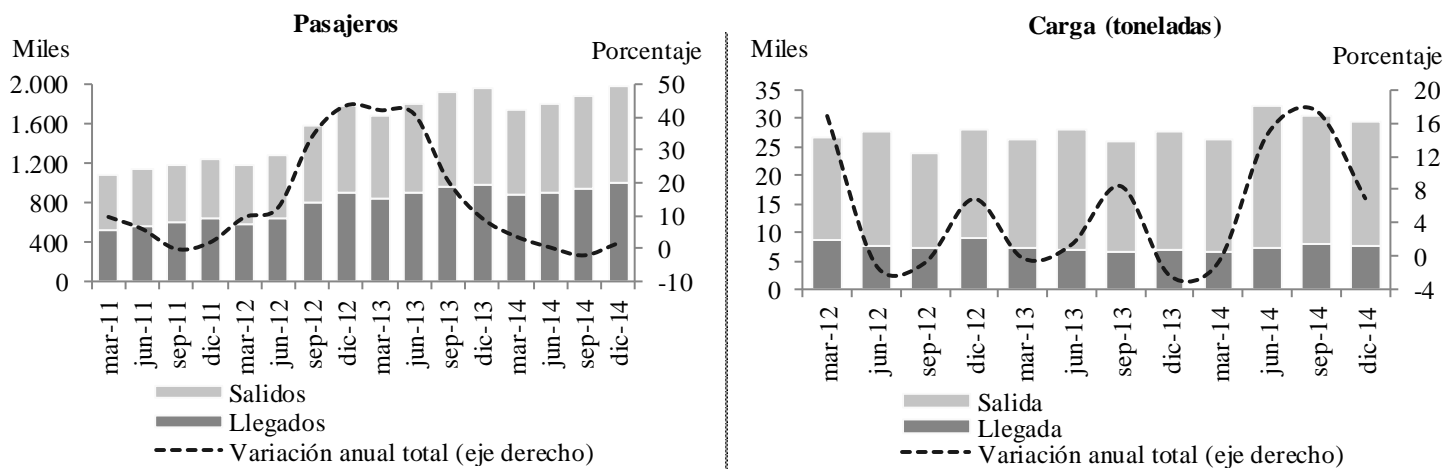 Pasajeros
Miles
Porcentaje
2.000
1.600
1.200
800
400
0
50
40
30
20
10
0
-10
mar-11
jun-11
sep-11
dic-11
mar-12
jun-12
sep-12
dic-12
mar-13
jun-13
sep-13
dic-13
mar-14
jun-14
sep-14
dic-14
Salidos
Llegados
Variación anual total (eje derecho)
Carga (toneladas)
Miles
Porcentaje
35
30
25
20
15
10
5
0
20
16
12
8
4
0
-4
mar-12
jun-12
sep-12
dic-12
mar-13
jun-13
sep-13
dic-13
mar-14
jun-14
sep-14
dic-14
Salida
Llegada
Variación anual total (eje derecho)